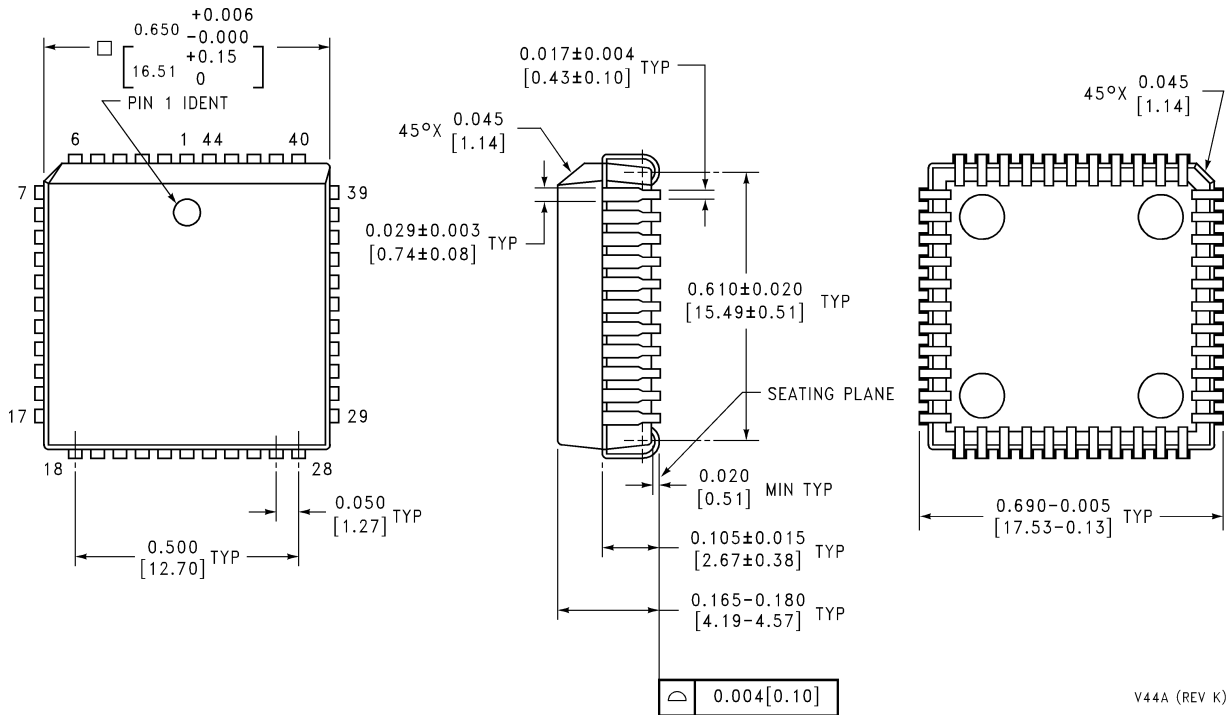 +0.006
0.650 -0.000
+0.15
16.51 0
PIN 1 IDENT
6 1 44 40
7 39
17 29
18 28
0.050
[1.27] TYP
0.500
[12.70] TYP
0.017±0.004
[0.43±0.10] TYP
45°X 0.045
[1.14]
0.029±0.003
[0.74±0.08] TYP
0.610±0.020
[15.49±0.51] TYP
SEATING PLANE
0.020
[0.51] MIN TYP
0.105±0.015
[2.67±0.38] TYP
0.165-0.180
[4.19-4.57] TYP
0.004[0.10]
45°X 0.045
[1.14]
0.690-0.005
[17.53-0.13] TYP
V44A (REV K)